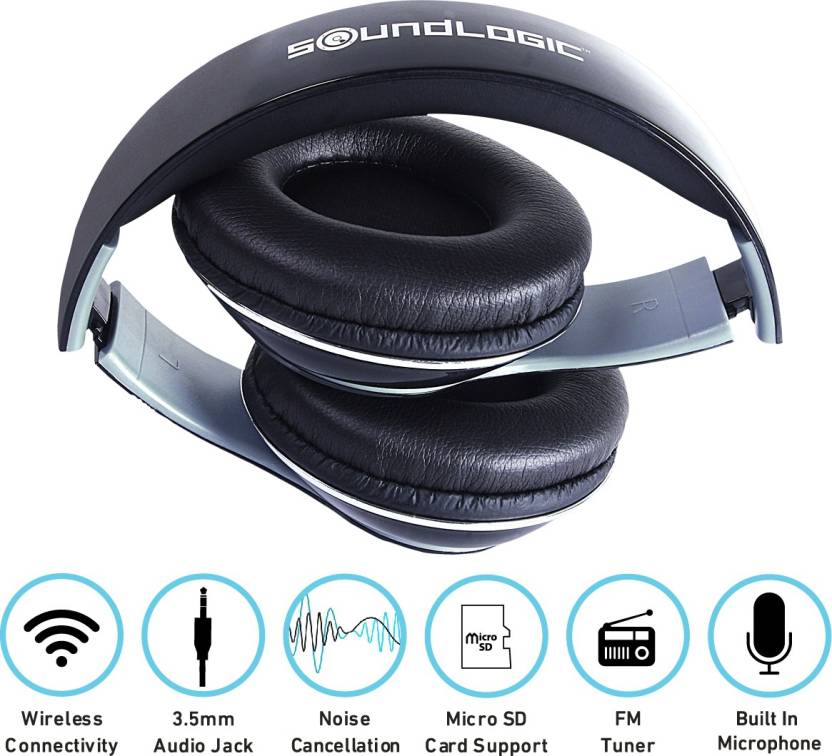 SOUNDLOGIC™
R
L
Micro
SD
Wireless
Connectivity
3.5mm
Audio Jack
Noise
Cancellation
Micro SD
Card Support
FM
Tuner
Built In
Microphone